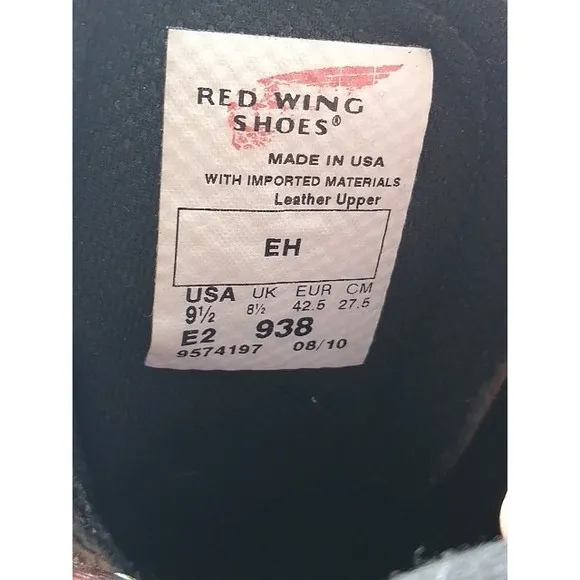 RED WING
SHOES®
MADE IN USA
WITH IMPORTED MATERIALS
Leather Upper
EH
USA UK EUR CM
9½ 8½ 42.5 27.5
E2 938
9574197 08/10